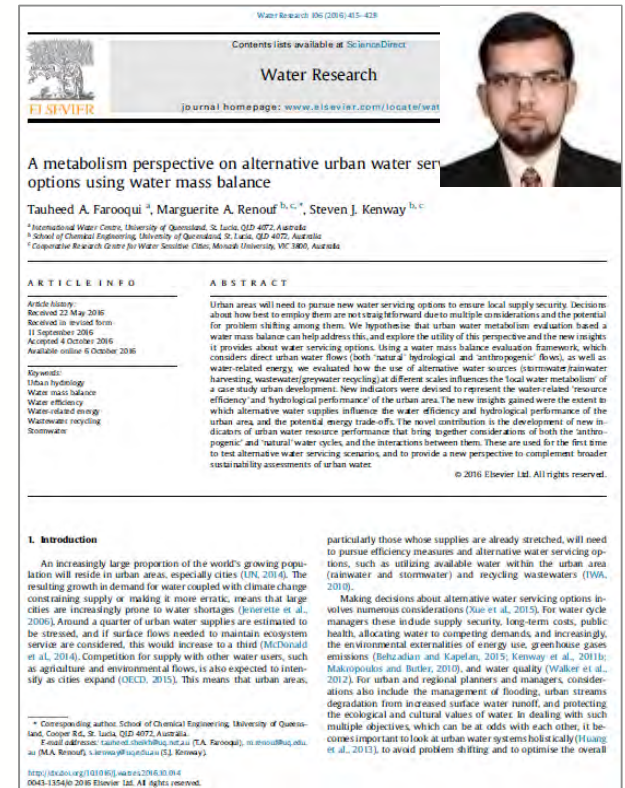 Water Research 106 (2016) 415-428
Contents lists available at ScienceDirect
Water Research
ELSEVIER
journal homepage: www.elsevier.com/locate/wat
A metabolism perspective on alternative urban water ser
options using water mass balance
Tauheed A. Farooqui a, Marguerite A. Renouf b, c, *, Steven J. Kenway b, c
a International Water Centre, University of Queensland, St. Lucia, QLD 4072, Australia
b School of Chemical Engineering, University of Queensland, St. Lucia, QLD 4072, Australia
c Cooperative Research Centre for Water Sensitive Cities, Monash University, VIC 3800, Australia
ARTICLE INFO
Article history:
Received 22 May 2016
Received in revised form
11 September 2016
Accepted 4 October 2016
Available online 6 October 2016
Keywords:
Urban hydrology
Water mass balance
Water efficiency
Water-related energy
Wastewater recycling
Stormwater
ABSTRACT
Urban areas will need to pursue new water servicing options to ensure local supply security. Decisions
about how best to employ them are not straightforward due to multiple considerations and the potential
for problem shifting among them. We hypothesise that urban water metabolism evaluation based a
water mass balance can help address this, and explore the utility of this perspective and the new insights
it provides about water servicing options. Using a water mass balance evaluation framework, which
considers direct urban water flows (both 'natural' hydrological and 'anthropogenic' flows), as well as
water-related energy, we evaluated how the use of alternative water sources (stormwater/rainwater
harvesting, wastewater/greywater recycling) at different scales influences the 'local water metabolism' of
a case study urban development. New indicators were devised to represent the water-related 'resource
efficiency' and 'hydrological performance' of the urban area. The new insights gained were the extent to
which alternative water supplies influence the water efficiency and hydrological performance of the
urban area, and the potential energy trade-offs. The novel contribution is the development of new in-
dicators of urban water resource performance that bring together considerations of both the 'anthro-
pogenic' and 'natural' water cycles, and the interactions between them. These are used for the first time
to test alternative water servicing scenarios, and to provide a new perspective to complement broader
sustainability assessments of urban water.
© 2016 Elsevier Ltd. All rights reserved.
1. Introduction
An increasingly large proportion of the world's growing popu-
lation will reside in urban areas, especially cities (UN, 2014). The
resulting growth in demand for water coupled with climate change
constraining supply or making it more erratic, means that large
cities are increasingly prone to water shortages (Jenerette et al.,
2006). Around a quarter of urban water supplies are estimated to
be stressed, and if surface flows needed to maintain ecosystem
service are considered, this would increase to a third (McDonald
et al., 2014). Competition for supply with other water users, such
as agriculture and environmental flows, is also expected to inten-
sify as cities expand (OECD, 2015). This means that urban areas,
* Corresponding author. School of Chemical Engineering, University of Queens-
land, Cooper Rd., St. Lucia, QLD 4072, Australia.
E-mail addresses: tauheed.sheikh@uq.net.au (T.A. Farooqui), m.renouf@uq.edu.
au (M.A. Renouf), s.kenway@uq.edu.au (S.J. Kenway).
http://dx.doi.org/10.1016/j.watres.2016.10.014
0043-1354/© 2016 Elsevier Ltd. All rights reserved.
particularly those whose supplies are already stretched, will need
to pursue efficiency measures and alternative water servicing op-
tions, such as utilizing available water within the urban area
(rainwater and stormwater) and recycling wastewaters (IWA,
2010).
Making decisions about alternative water servicing options in-
volves numerous considerations (Xue et al., 2015). For water cycle
managers these include supply security, long-term costs, public
health, allocating water to competing demands, and increasingly,
the environmental externalities of energy use, greenhouse gases
emissions (Behzadian and Kapelan, 2015; Kenway et al., 2011b;
Makropoulos and Butler, 2010), and water quality (Walker et al.,
2012). For urban and regional planners and managers, consider-
ations also include the management of flooding, urban streams
degradation from increased surface water runoff, and protecting
the ecological and cultural values of water. In dealing with such
multiple objectives, which can be at odds with each other, it be-
comes important to look at urban water systems holistically (Huang
et al., 2013), to avoid problem shifting and to optimise the overall